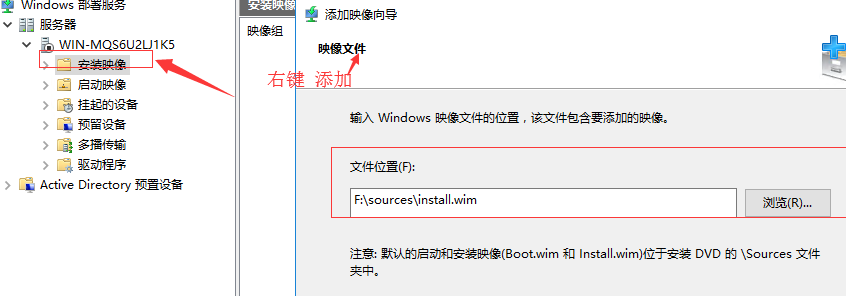 Windows 部署服务
服务器
WIN-MQS6U2LJ1K5
安装映像
启动映像
挂起的设备
预留设备
多播传输
驱动程序
Active Directory 预置设备
安装映像
映像组
右键 添加
添加映像向导
映像文件
输入 Windows 映像文件的位置，该文件包含要添加的映像。
文件位置(F):
F:\sources\install.wim
浏览(R)...
注意: 默认的启动和安装映像(Boot.wim 和 Install.wim)位于安装 DVD 的 \Sources 文件
夹中。